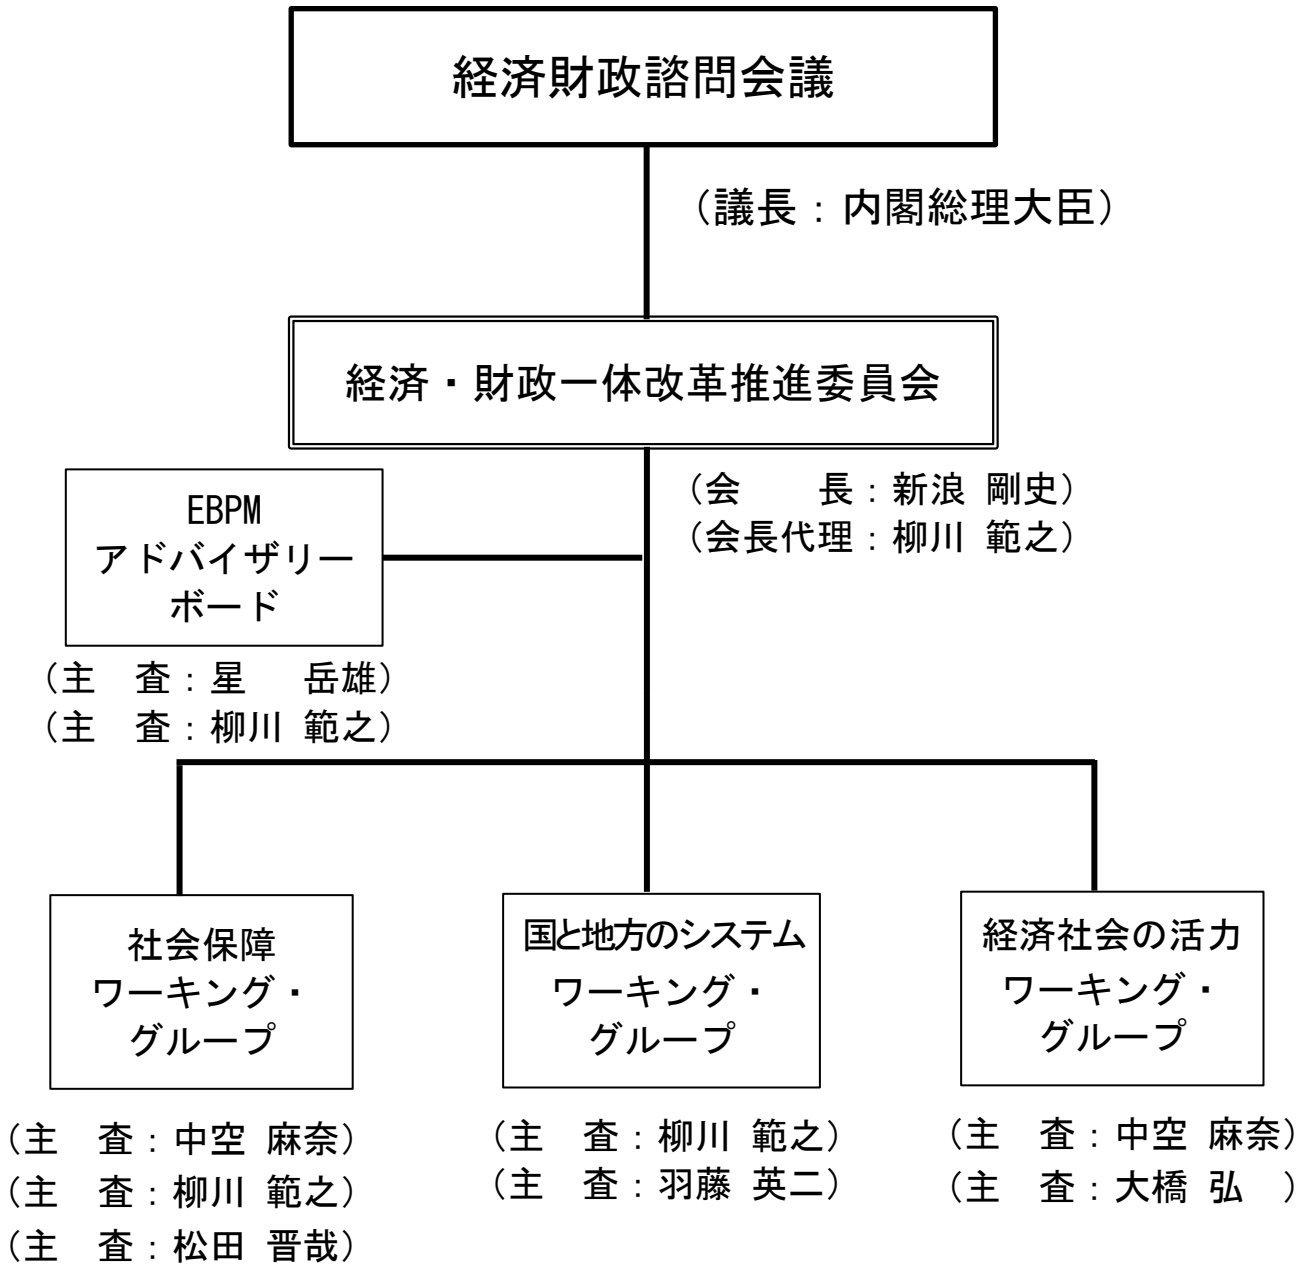 経済財政諮問会議
（議長：内閣総理大臣）
経済・財政一体改革推進委員会
（会　　長：新浪 剛史）
（会長代理：柳川 範之）
EBPM
アドバイザリー
ボード
（主　査：星　 岳雄）
（主　査：柳川 範之）
社会保障
ワーキング・
グループ
（主　査：中空 麻奈）
（主　査：柳川 範之）
（主　査：松田 晋哉）
国と地方のシステム
ワーキング・
グループ
（主　査：柳川 範之）
（主　査：羽藤 英二）
経済社会の活力
ワーキング・
グループ
（主　査：中空 麻奈）
（主　査：大橋 弘　）